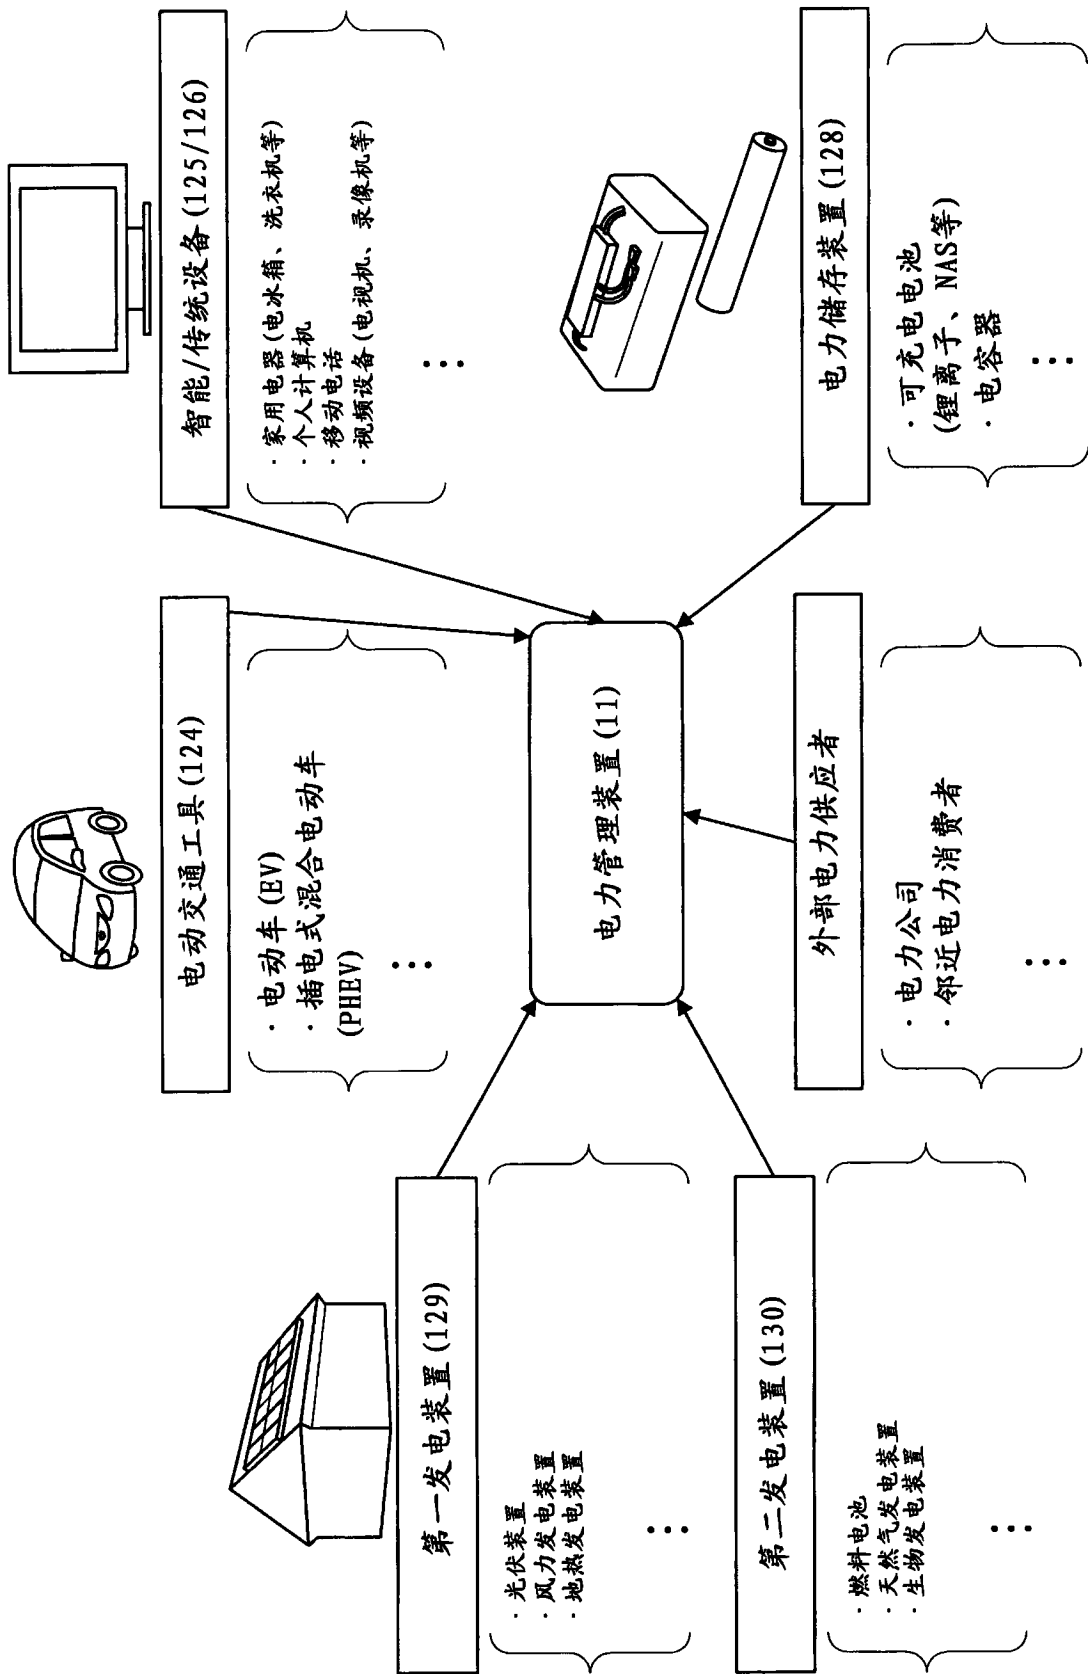 第一发电装置(129)
· 光伏装置
· 风力发电装置
· 地热发电装置
⋮
电动交通工具(124)
· 电动车(EV)
· 插电式混合电动车
(PHEV)
⋮
智能/传统设备(125/126)
· 家用电器(电冰箱、洗衣机等)
· 个人计算机
· 移动电话
· 视频设备(电视机、录像机等)
⋮
电力管理装置(11)
第二发电装置(130)
· 燃料电池
· 天然气发电装置
· 生物发电装置
⋮
外部电力供应者
· 电力公司
· 邻近电力消费者
⋮
电力储存装置(128)
· 可充电电池
(锂离子、NAS等)
· 电容器
⋮